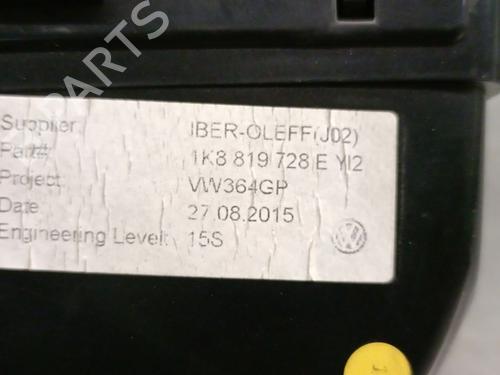 Supplier IBER-OLEFF(J02)
Part#: 1K8 819 728 E YI2
Project: VW364GP
Date 27.08.2015
Engineering Level: 15S
B PARTS